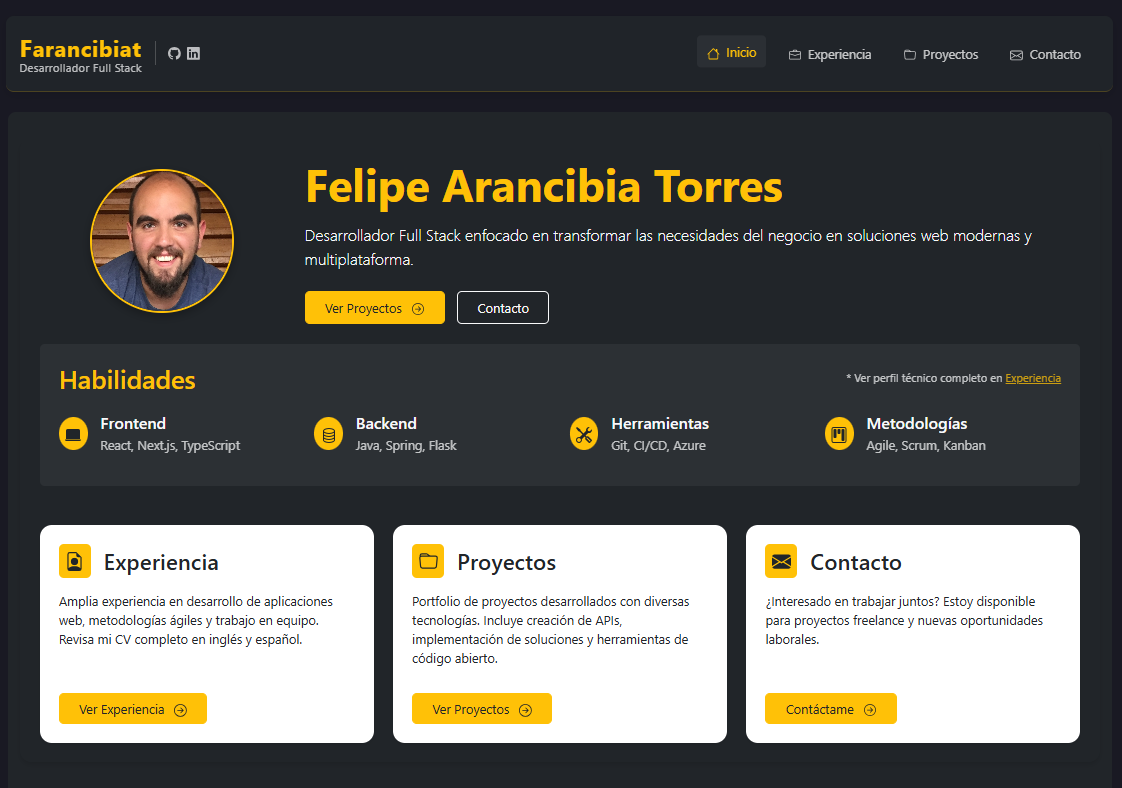 Farancibiat
Desarrollador Full Stack
Inicio
Experiencia
Proyectos
Contacto
Felipe Arancibia Torres
Desarrollador Full Stack enfocado en transformar las necesidades del negocio en soluciones web modernas y
multiplataforma.
Ver Proyectos
Contacto
Habilidades
* Ver perfil técnico completo en Experiencia
Frontend
React, Next.js, TypeScript
Backend
Java, Spring, Flask
Herramientas
Git, CI/CD, Azure
Metodologías
Agile, Scrum, Kanban
Experiencia
Amplia experiencia en desarrollo de aplicaciones
web, metodologías ágiles y trabajo en equipo.
Revisa mi CV completo en inglés y español.
Ver Experiencia
Proyectos
Portfolio de proyectos desarrollados con diversas
tecnologías. Incluye creación de APIs,
implementación de soluciones y herramientas de
código abierto.
Ver Proyectos
Contacto
¿Interesado en trabajar juntos? Estoy disponible
para proyectos freelance y nuevas oportunidades
laborales.
Contáctame